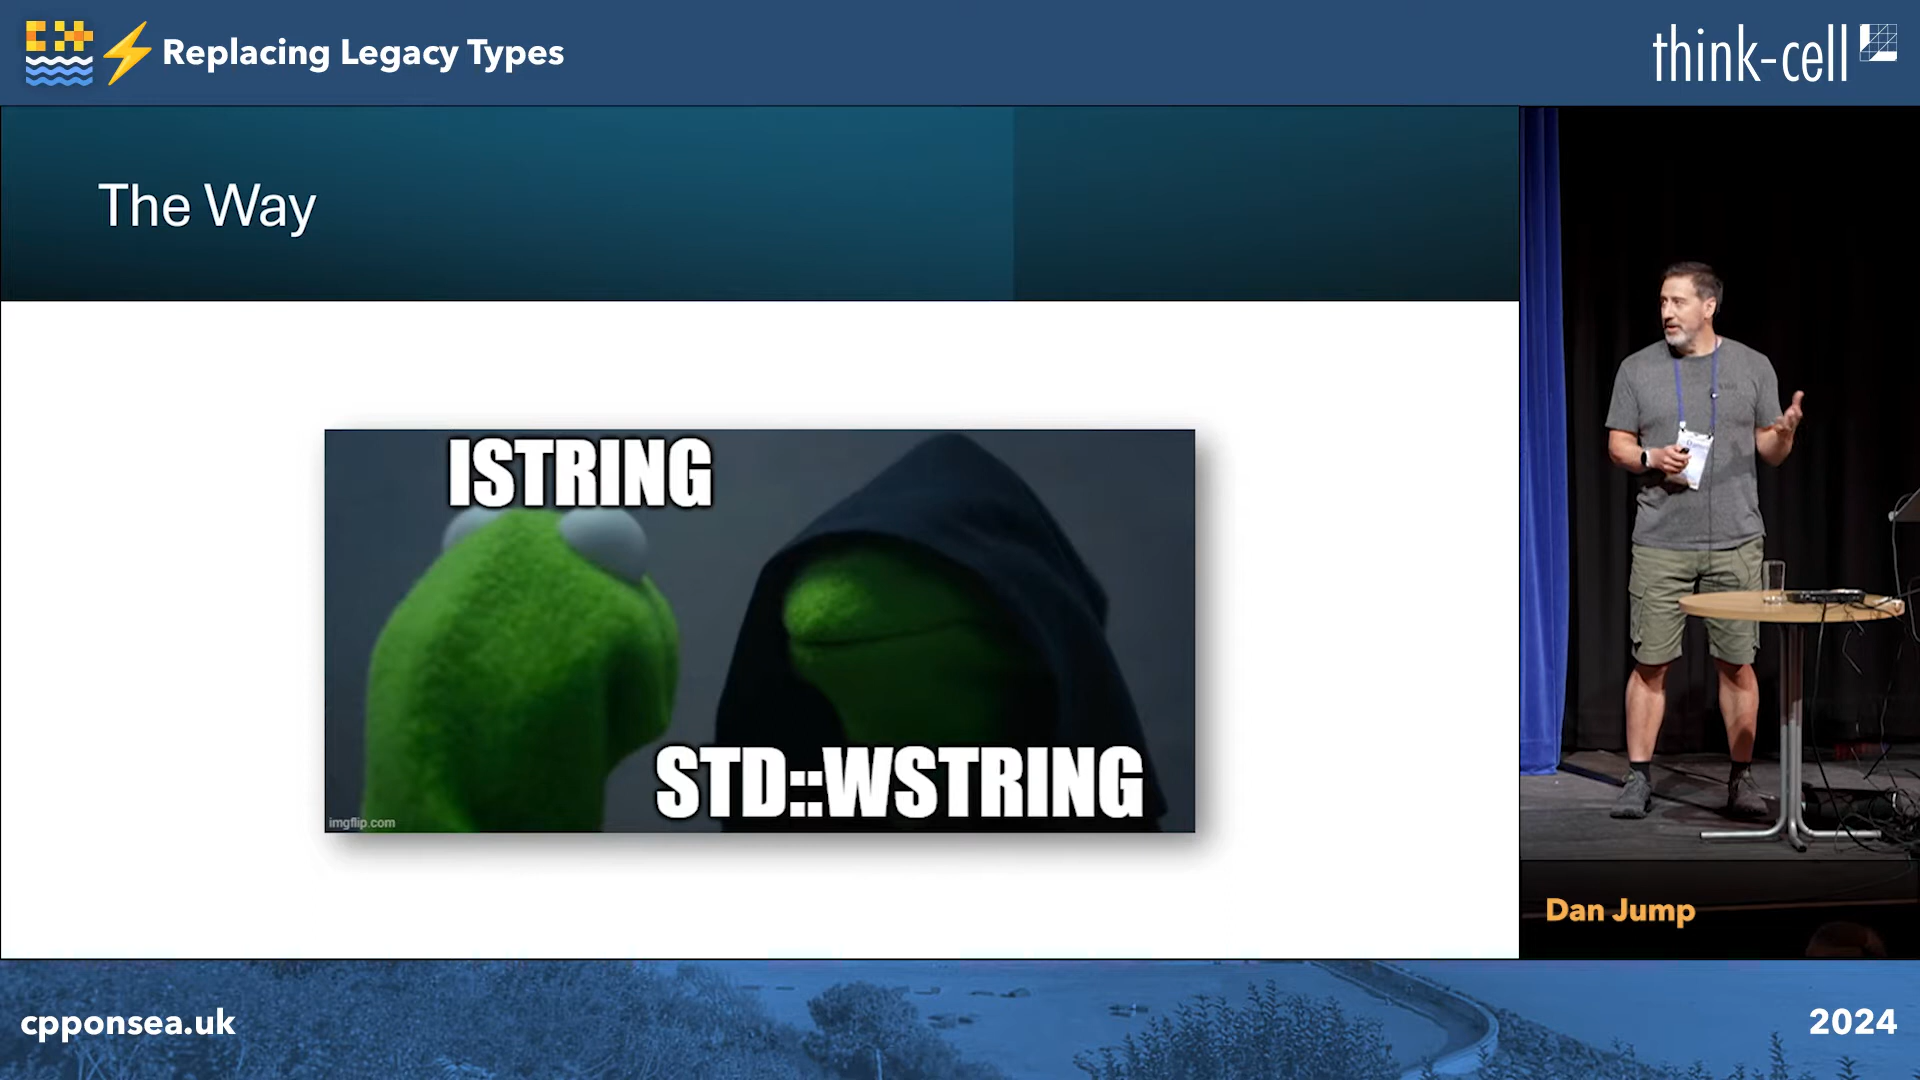 Replacing Legacy Types
think-cell
The Way
ISTRING
STD::WSTRING
imgflip.com
Dan Jump
cpponsea.uk
2024